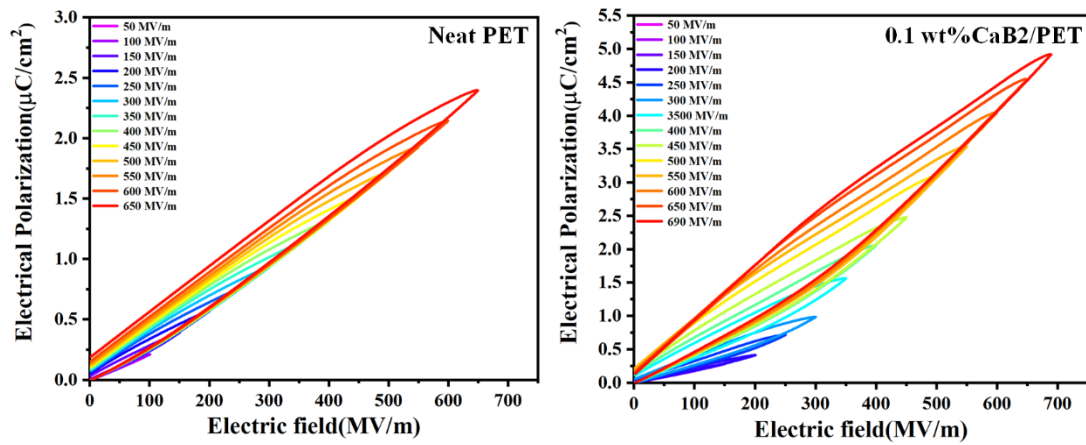 Neat PET
50 MV/m
100 MV/m
150 MV/m
200 MV/m
250 MV/m
300 MV/m
350 MV/m
400 MV/m
450 MV/m
500 MV/m
550 MV/m
600 MV/m
650 MV/m
Electrical Polarization(μC/cm²)
3.0
2.5
2.0
1.5
1.0
0.5
0.0
0 100 200 300 400 500 600 700
Electric field(MV/m)
0.1 wt%CaB2/PET
50 MV/m
100 MV/m
150 MV/m
200 MV/m
250 MV/m
300 MV/m
3500 MV/m
400 MV/m
450 MV/m
500 MV/m
550 MV/m
600 MV/m
650 MV/m
690 MV/m
Electrical Polarization(μC/cm²)
5.5
5.0
4.5
4.0
3.5
3.0
2.5
2.0
1.5
1.0
0.5
0.0
0 100 200 300 400 500 600 700
Electric field(MV/m)